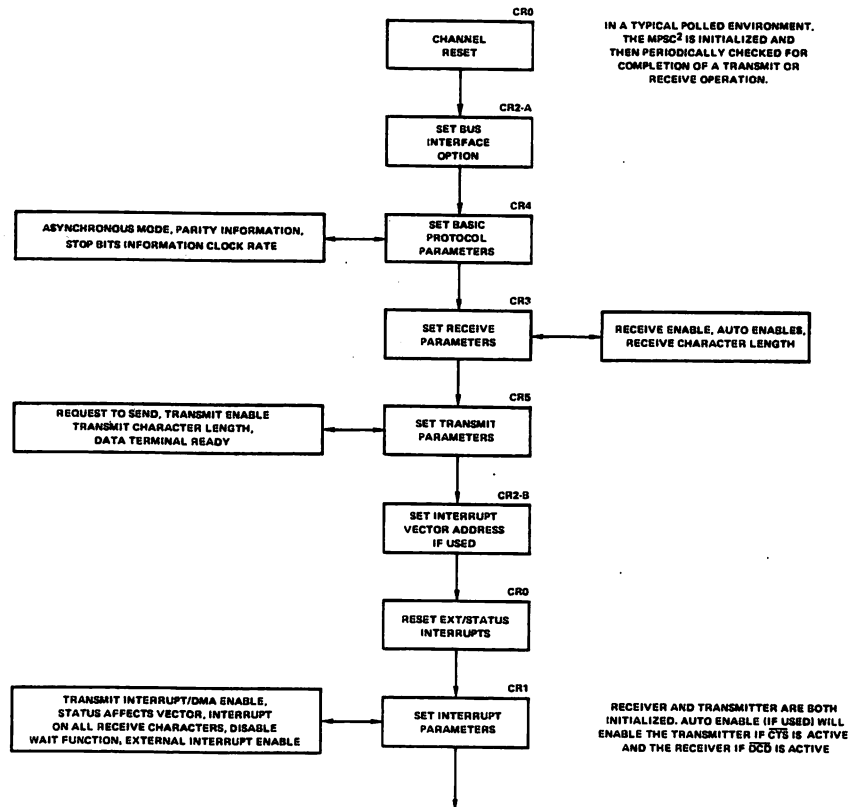 CR0
CHANNEL
RESET
IN A TYPICAL POLLED ENVIRONMENT,
THE MPSC² IS INITIALIZED AND
THEN PERIODICALLY CHECKED FOR
COMPLETION OF A TRANSMIT OR
RECEIVE OPERATION.
CR2-A
SET BUS
INTERFACE
OPTION
CR4
ASYNCHRONOUS MODE, PARITY INFORMATION,
STOP BITS INFORMATION CLOCK RATE
SET BASIC
PROTOCOL
PARAMETERS
CR3
SET RECEIVE
PARAMETERS
RECEIVE ENABLE, AUTO ENABLES,
RECEIVE CHARACTER LENGTH
CR5
REQUEST TO SEND, TRANSMIT ENABLE
TRANSMIT CHARACTER LENGTH,
DATA TERMINAL READY
SET TRANSMIT
PARAMETERS
CR2-B
SET INTERRUPT
VECTOR ADDRESS
IF USED
CR0
RESET EXT/STATUS
INTERRUPTS
CR1
TRANSMIT INTERRUPT/DMA ENABLE,
STATUS AFFECTS VECTOR, INTERRUPT
ON ALL RECEIVE CHARACTERS, DISABLE
WAIT FUNCTION, EXTERNAL INTERRUPT ENABLE
SET INTERRUPT
PARAMETERS
RECEIVER AND TRANSMITTER ARE BOTH
INITIALIZED. AUTO ENABLE (IF USED) WILL
ENABLE THE TRANSMITTER IF C̅T̅S̅ IS ACTIVE
AND THE RECEIVER IF D̅C̅D̅ IS ACTIVE